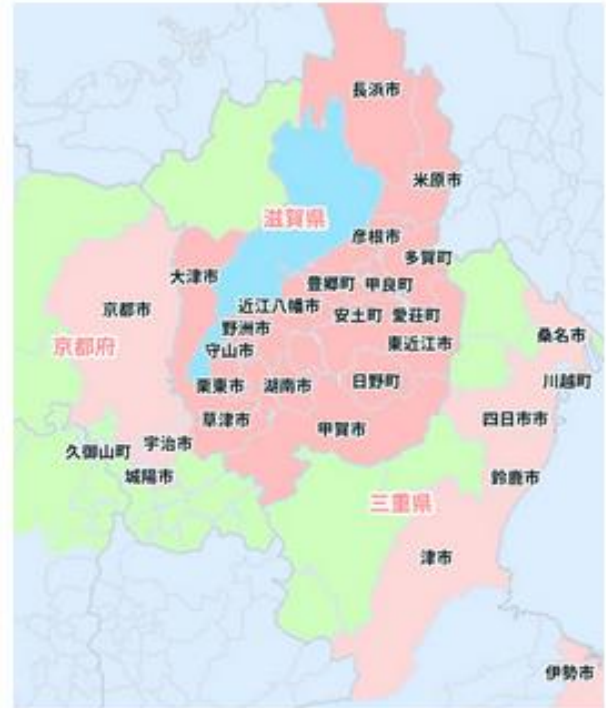 長浜市
米原市
滋賀県
彦根市
多賀町
大津市
豊郷町
甲良町
京都市
近江八幡市
安土町
愛荘町
野洲市
京都府
守山市
東近江市
桑名市
栗東市
湖南市
日野町
川越町
草津市
甲賀市
四日市市
久御山町
宇治市
城陽市
鈴鹿市
三重県
津市
伊勢市